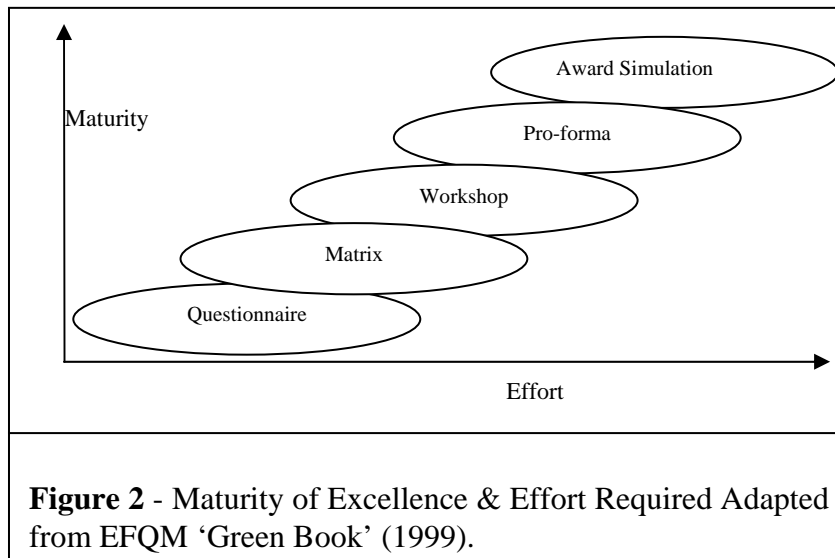 Award Simulation
Maturity
Pro-forma
Workshop
Matrix
Questionnaire
Effort
Figure 2 - Maturity of Excellence & Effort Required Adapted
from EFQM ‘Green Book’ (1999).